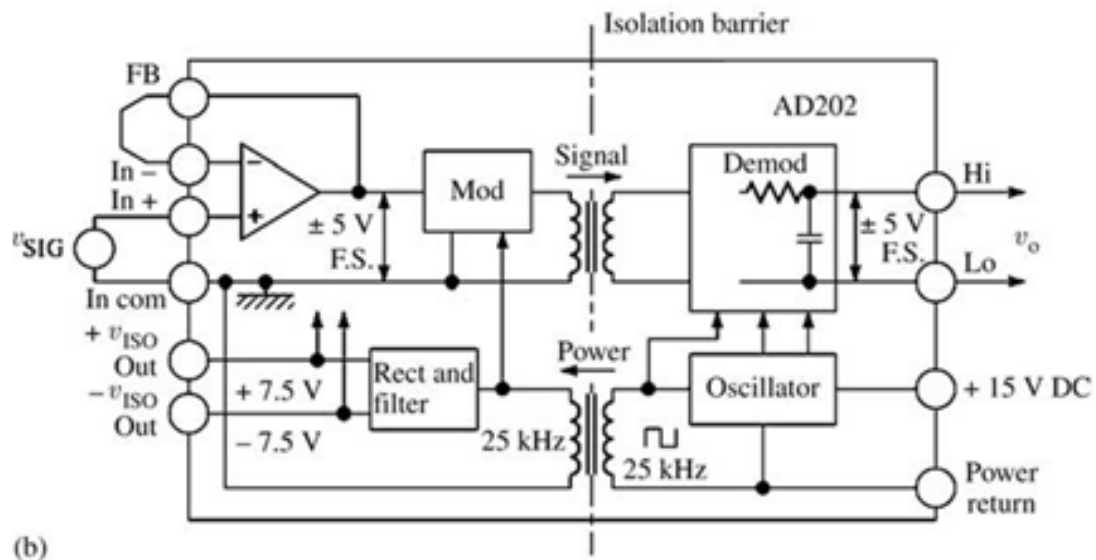 Isolation barrier
FB
AD202
In −
In +
−
+
Mod
Signal
Demod
Hi
± 5 V
F.S.
± 5 V
F.S.
v_o
v_SIG
In com
Lo
+ v_ISO
Out
+ 7.5 V
− v_ISO
Out
− 7.5 V
Rect and
filter
Power
25 kHz
25 kHz
Oscillator
+ 15 V DC
Power
return
(b)